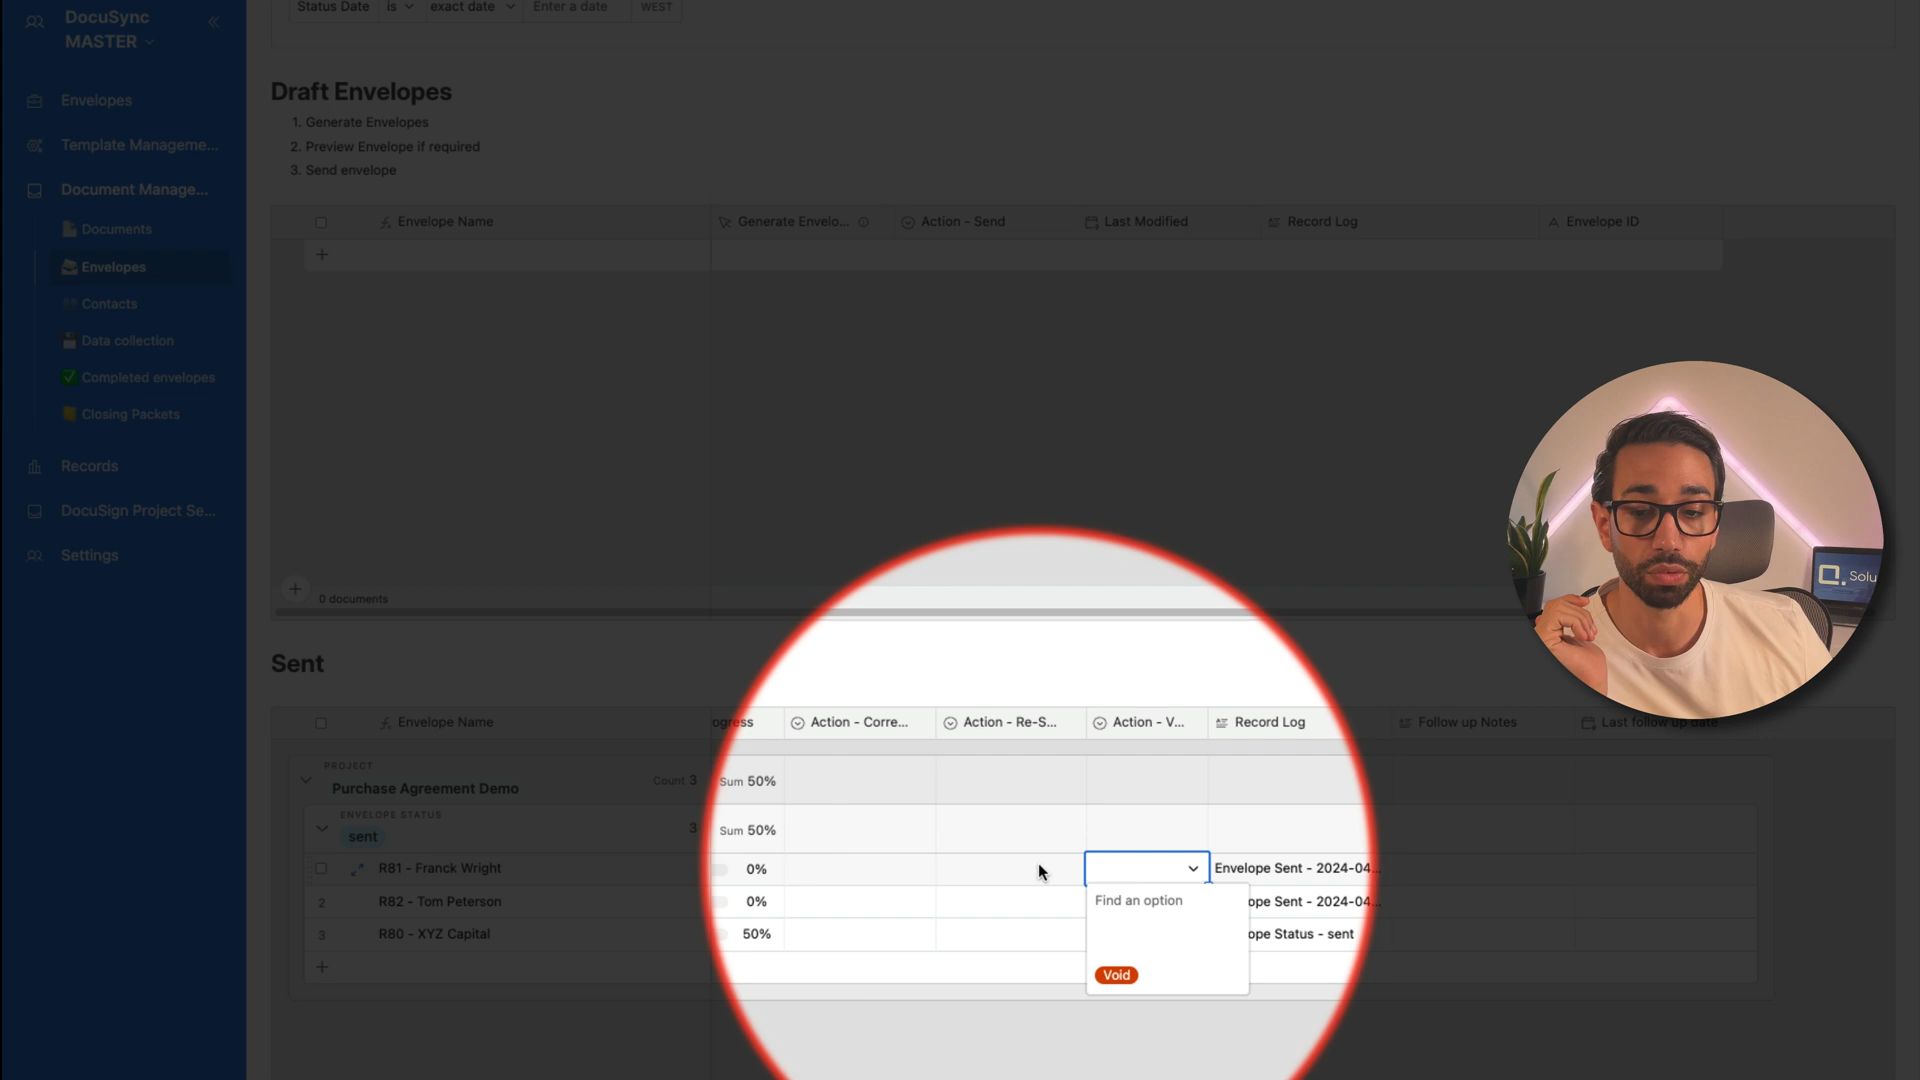 DocuSync
MASTER
Envelopes
Template Manageme...
Document Manage...
Documents
Envelopes
Contacts
Data collection
Completed envelopes
Closing Packets
Records
DocuSign Project Se...
Settings
Status Date is exact date Enter a date WEST
Draft Envelopes
1. Generate Envelopes
2. Preview Envelope if required
3. Send envelope
Envelope Name Generate Envelo... Action - Send Last Modified Record Log Envelope ID
0 documents
Sent
Envelope Name ogress Action - Corre... Action - Re-S... Action - V... Record Log Follow up Notes Last follow up date
PROJECT
Purchase Agreement Demo Count 3 Sum 50%
ENVELOPE STATUS
sent 3 Sum 50%
R81 - Franck Wright 0% Envelope Sent - 2024-04...
2 R82 - Tom Peterson 0% Find an option ope Sent - 2024-04...
3 R80 - XYZ Capital 50% ope Status - sent
Void
Solu